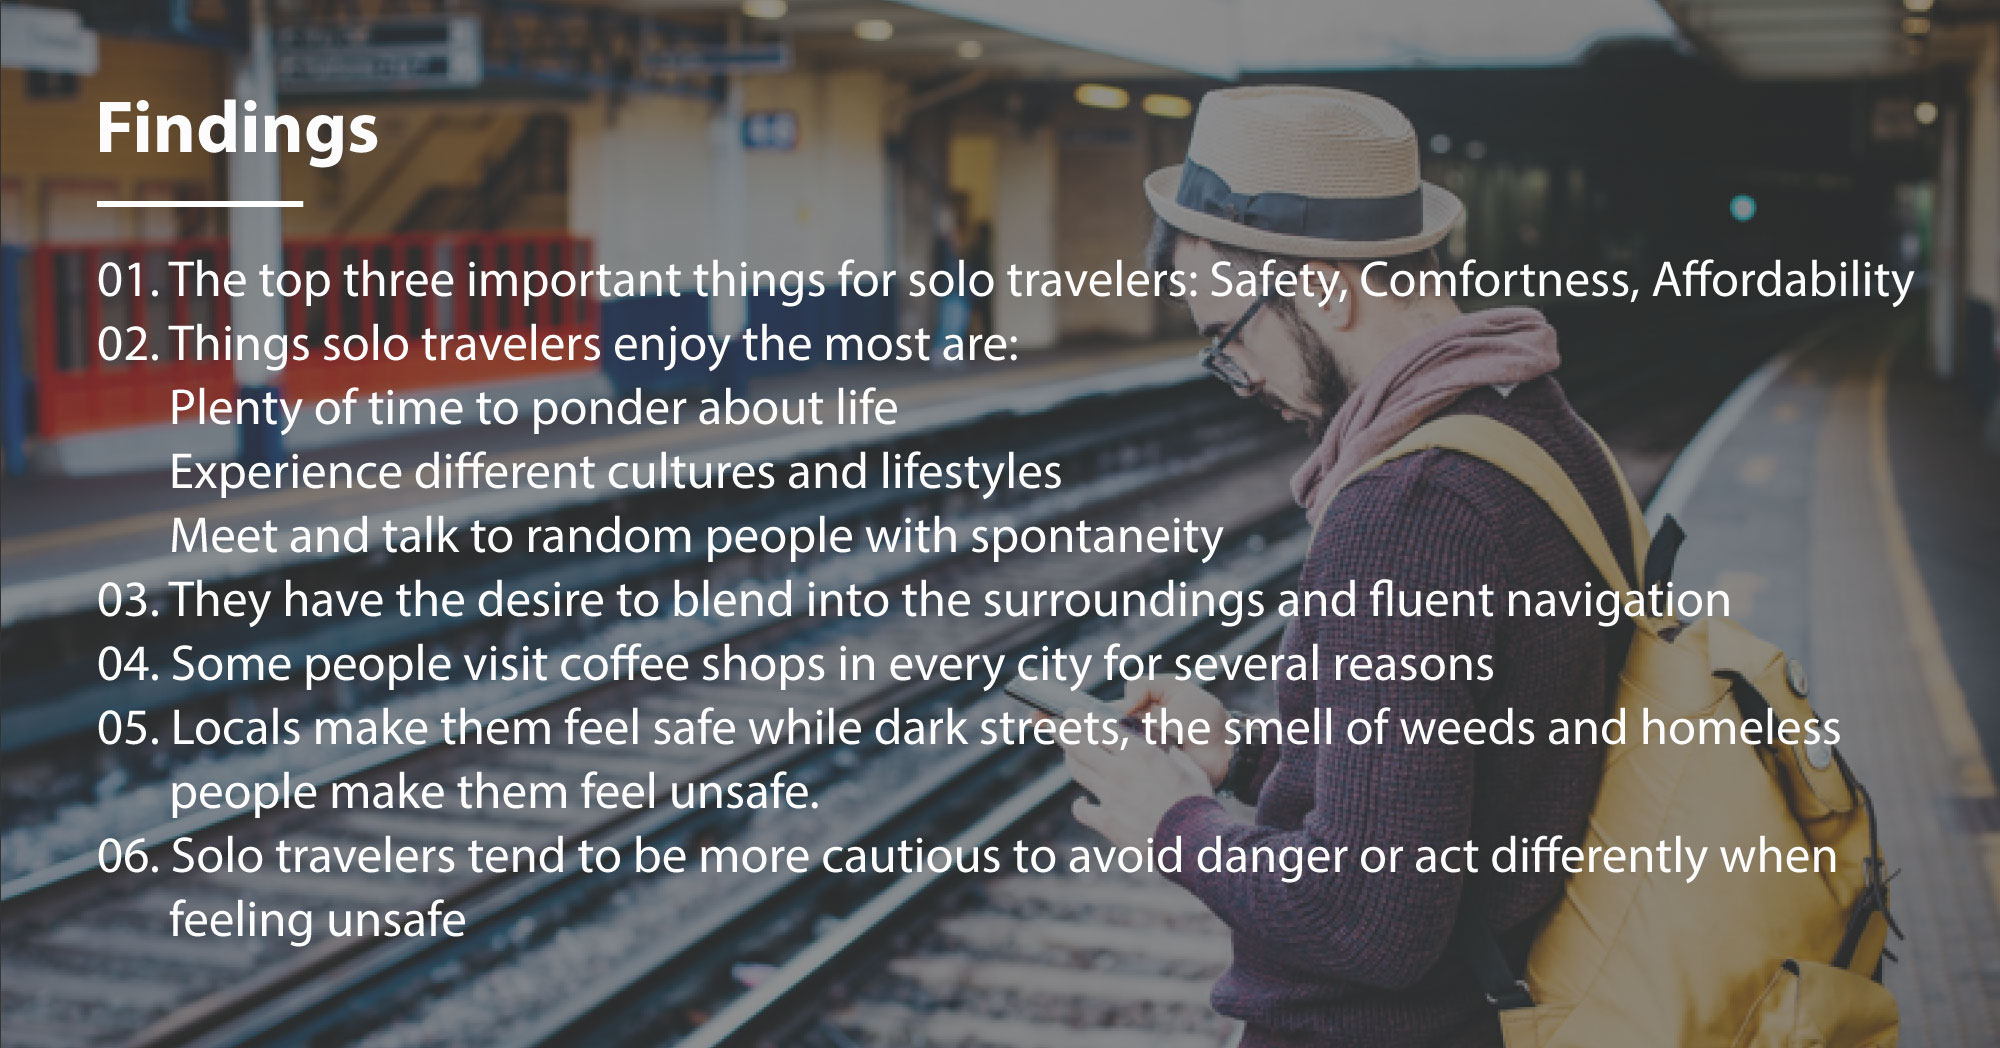 Findings
01. The top three important things for solo travelers: Safety, Comfortness, Affordability
02. Things solo travelers enjoy the most are:
Plenty of time to ponder about life
Experience different cultures and lifestyles
Meet and talk to random people with spontaneity
03. They have the desire to blend into the surroundings and fluent navigation
04. Some people visit coffee shops in every city for several reasons
05. Locals make them feel safe while dark streets, the smell of weeds and homeless
people make them feel unsafe.
06. Solo travelers tend to be more cautious to avoid danger or act differently when
feeling unsafe